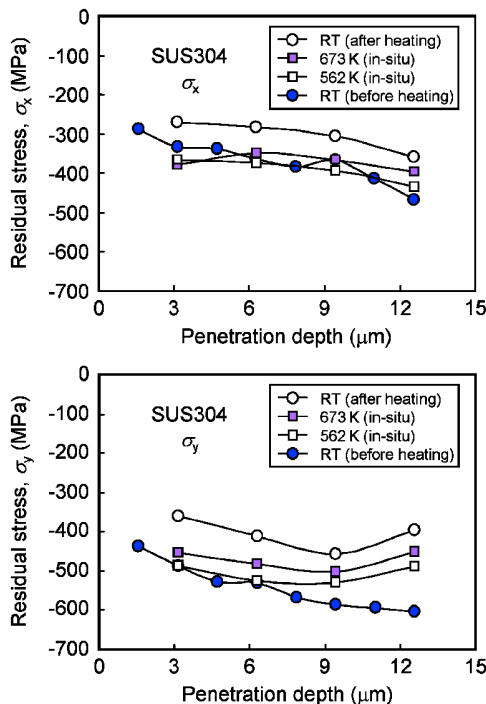 0
-100
-200
-300
-400
-500
-600
-700
Residual stress, σx (MPa)
SUS304
σx
RT (after heating)
673 K (in-situ)
562 K (in-situ)
RT (before heating)
0 3 6 9 12 15
Penetration depth (μm)
0
-100
-200
-300
-400
-500
-600
-700
Residual stress, σy (MPa)
SUS304
σy
RT (after heating)
673 K (in-situ)
562 K (in-situ)
RT (before heating)
0 3 6 9 12 15
Penetration depth (μm)